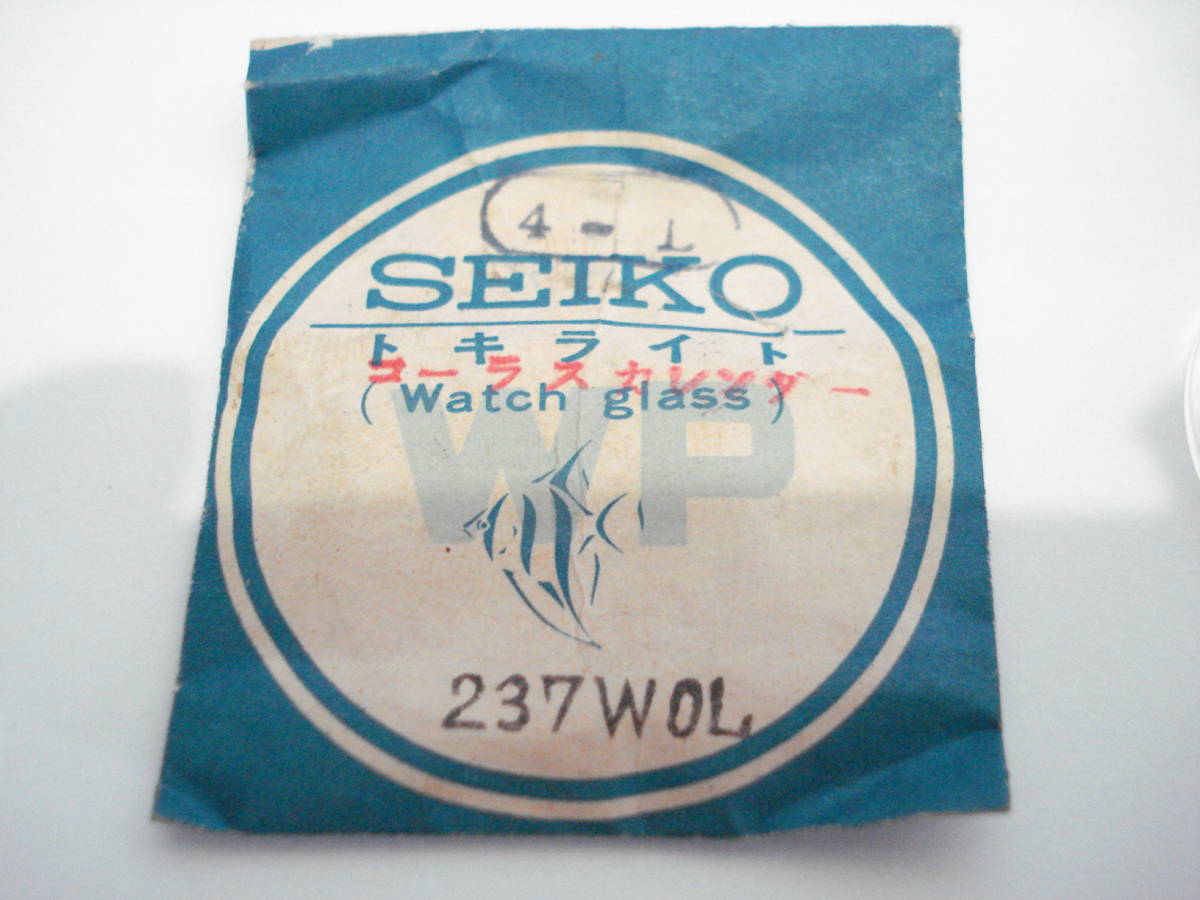 4 - L
SEIKO
トキライト
コーラスカレンダー
(Watch glass)
WP
237WOL